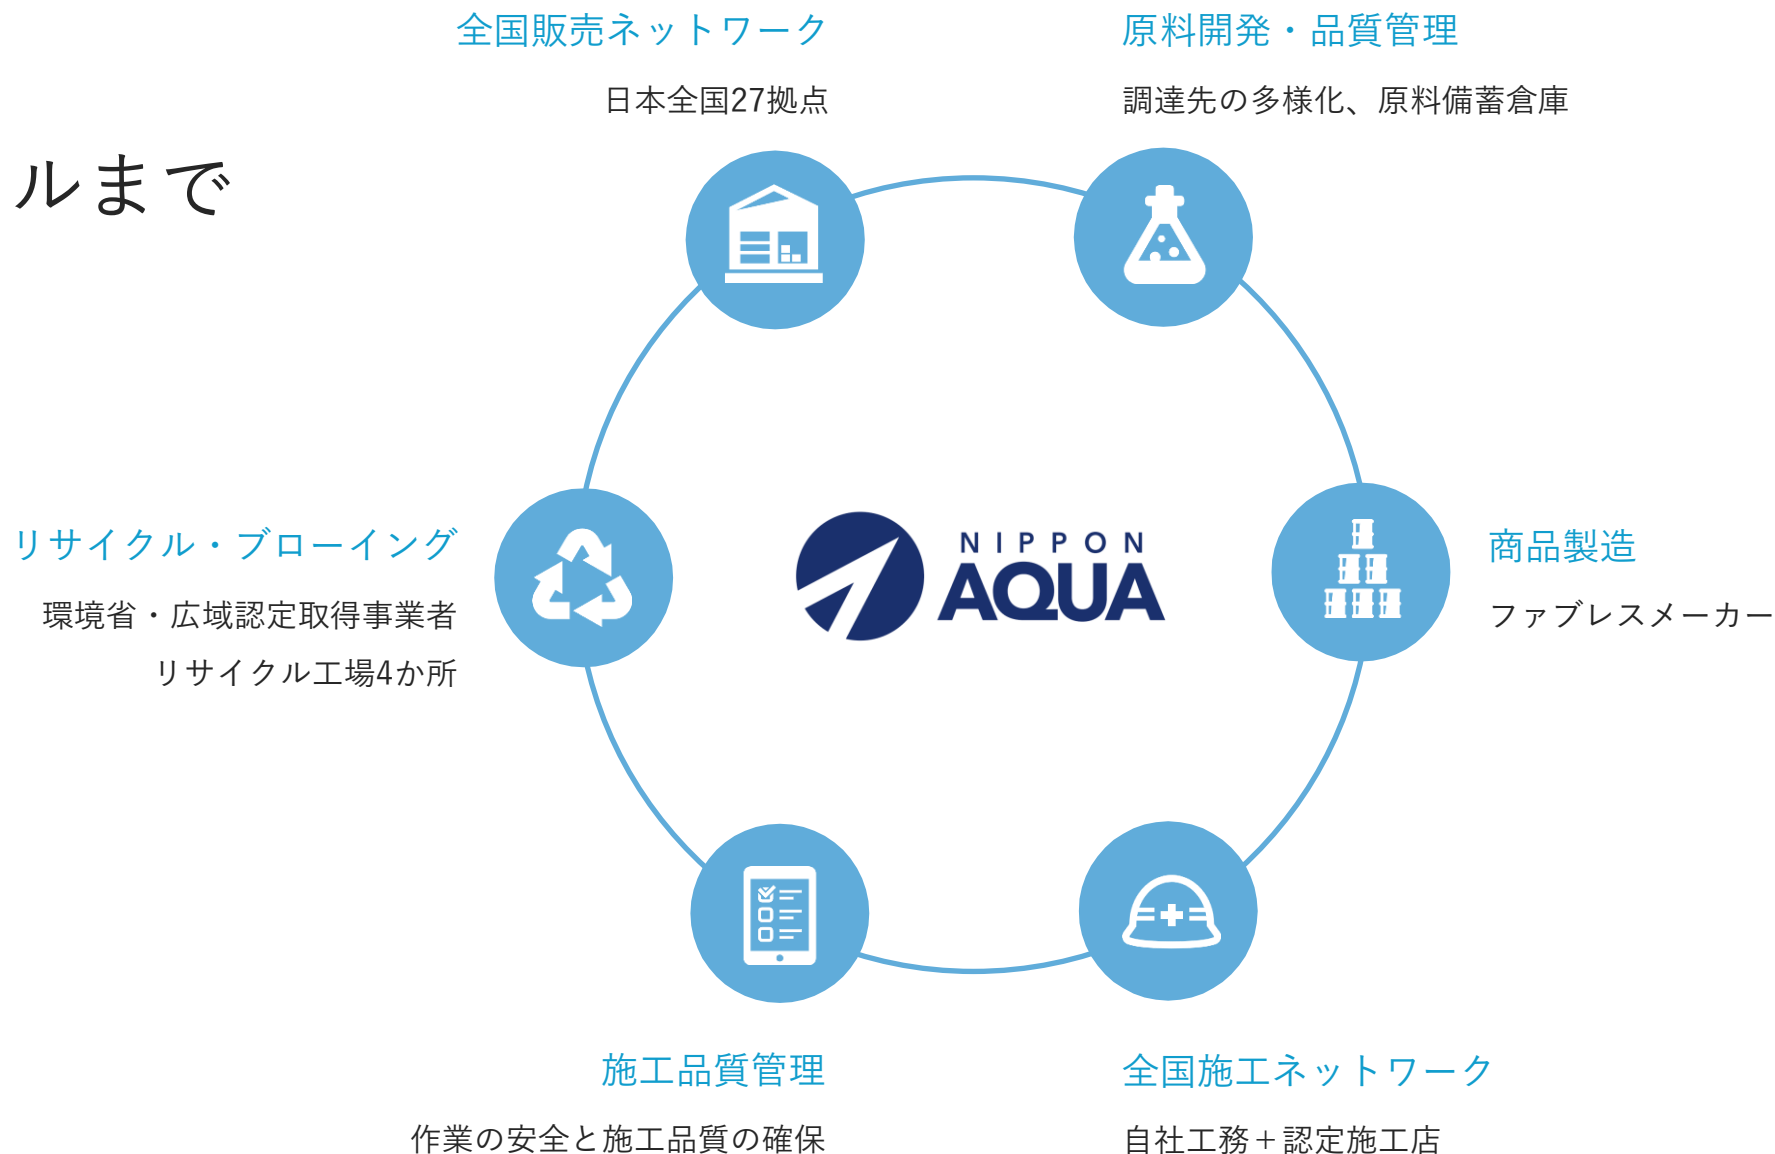 全国販売ネットワーク
日本全国27拠点
原料開発・品質管理
調達先の多様化、原料備蓄倉庫
ルまで
リサイクル・ブローイング
環境省・広域認定取得事業者
リサイクル工場4か所
NIPPON
AQUA
商品製造
ファブレスメーカー
施工品質管理
作業の安全と施工品質の確保
全国施工ネットワーク
自社工務＋認定施工店